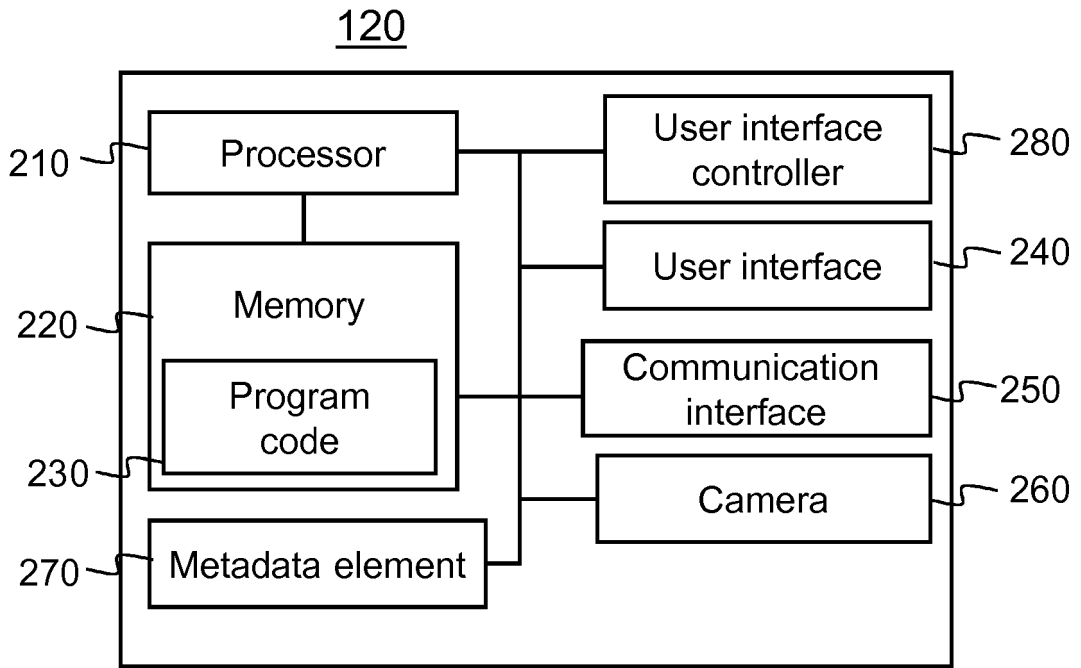 120
210
Processor
User interface
controller
280
220
Memory
User interface
240
Program
code
230
Communication
interface
250
Camera
260
270
Metadata element